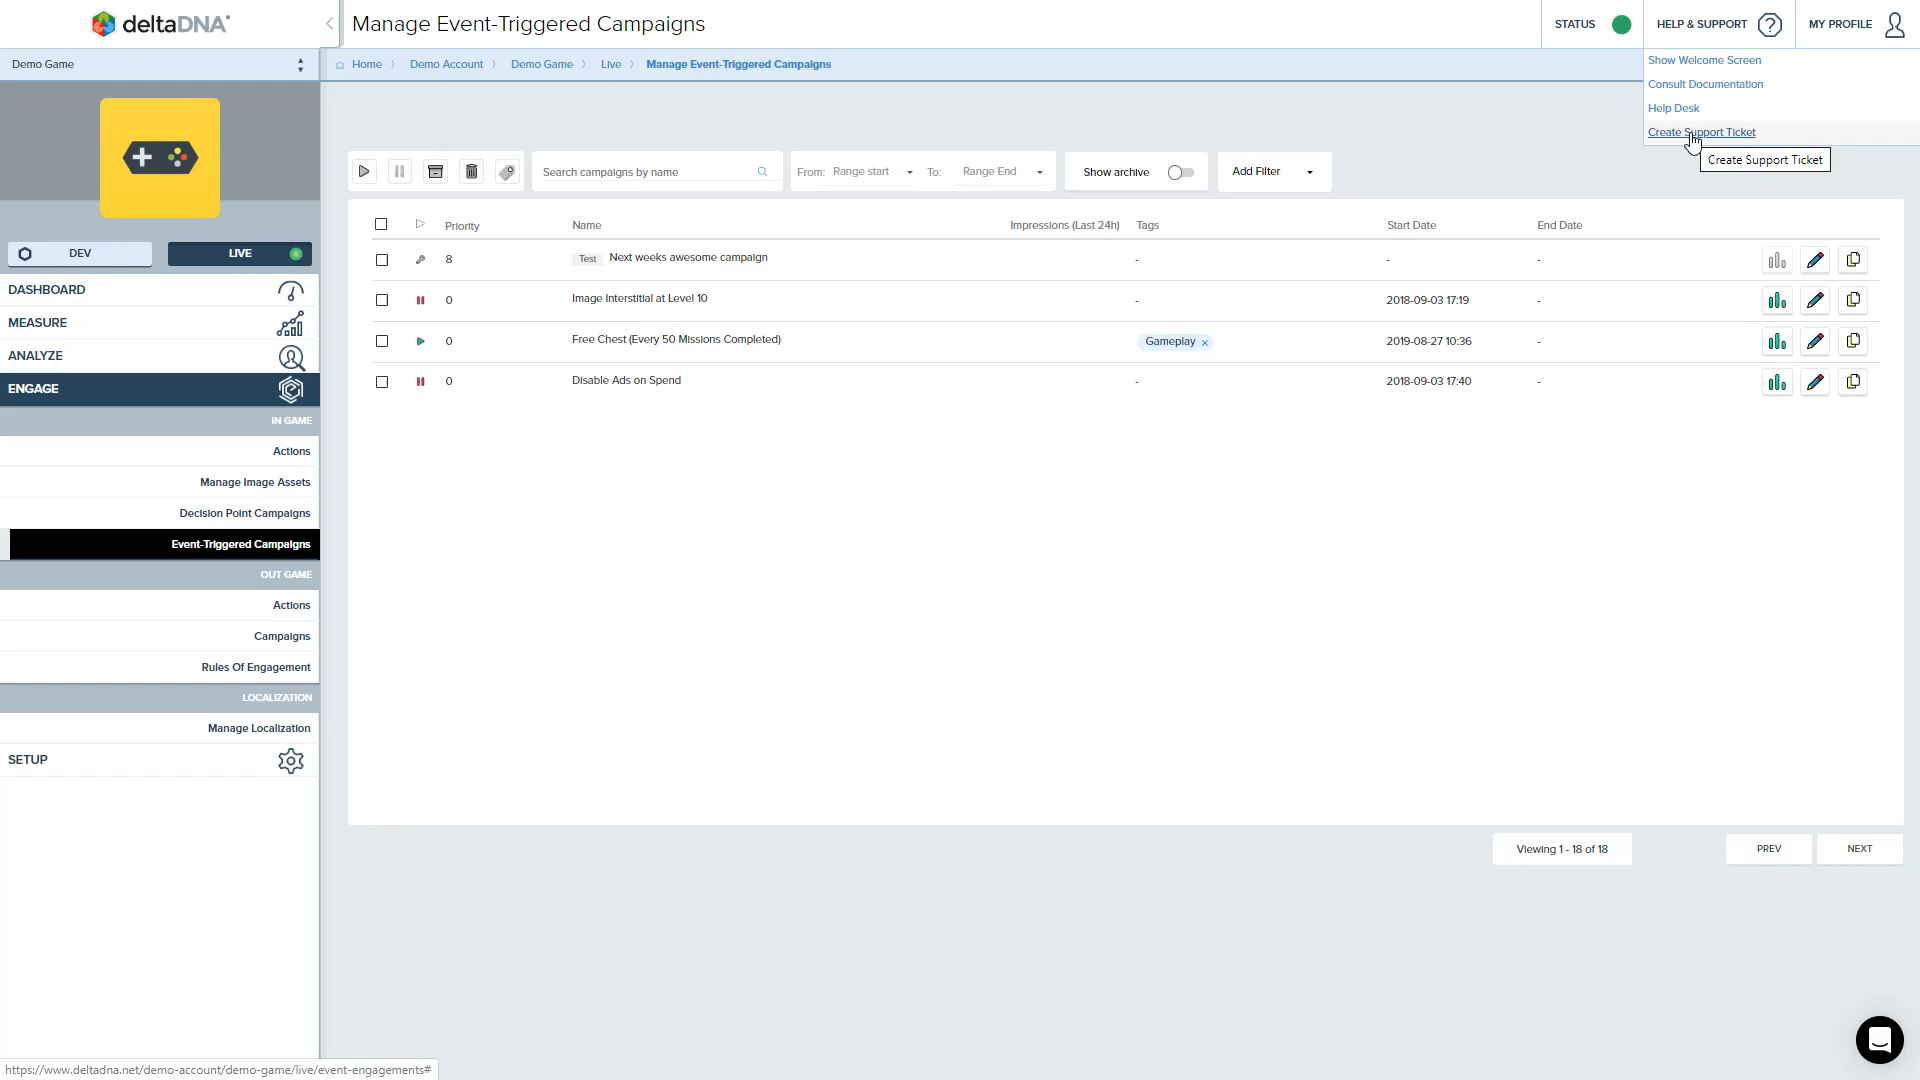 deltaDNA
Manage Event-Triggered Campaigns
STATUS
HELP & SUPPORT
MY PROFILE
Demo Game
Home
Demo Account
Demo Game
Live
Manage Event-Triggered Campaigns
Show Welcome Screen
Consult Documentation
Help Desk
Create Support Ticket
Create Support Ticket
Search campaigns by name
From: Range start
To: Range End
Show archive
Add Filter
Priority Name Impressions (Last 24h) Tags Start Date End Date
8 Test Next weeks awesome campaign - - -
0 Image Interstitial at Level 10 - 2018-09-03 17:19 -
0 Free Chest (Every 50 Missions Completed) Gameplay x 2019-08-27 10:36 -
0 Disable Ads on Spend - 2018-09-03 17:40 -
DEV
LIVE
DASHBOARD
MEASURE
ANALYZE
ENGAGE
IN GAME
Actions
Manage Image Assets
Decision Point Campaigns
Event-Triggered Campaigns
OUT GAME
Actions
Campaigns
Rules Of Engagement
LOCALIZATION
Manage Localization
SETUP
Viewing 1 - 18 of 18
PREV
NEXT
https://www.deltadna.net/demo-account/demo-game/live/event-engagements#